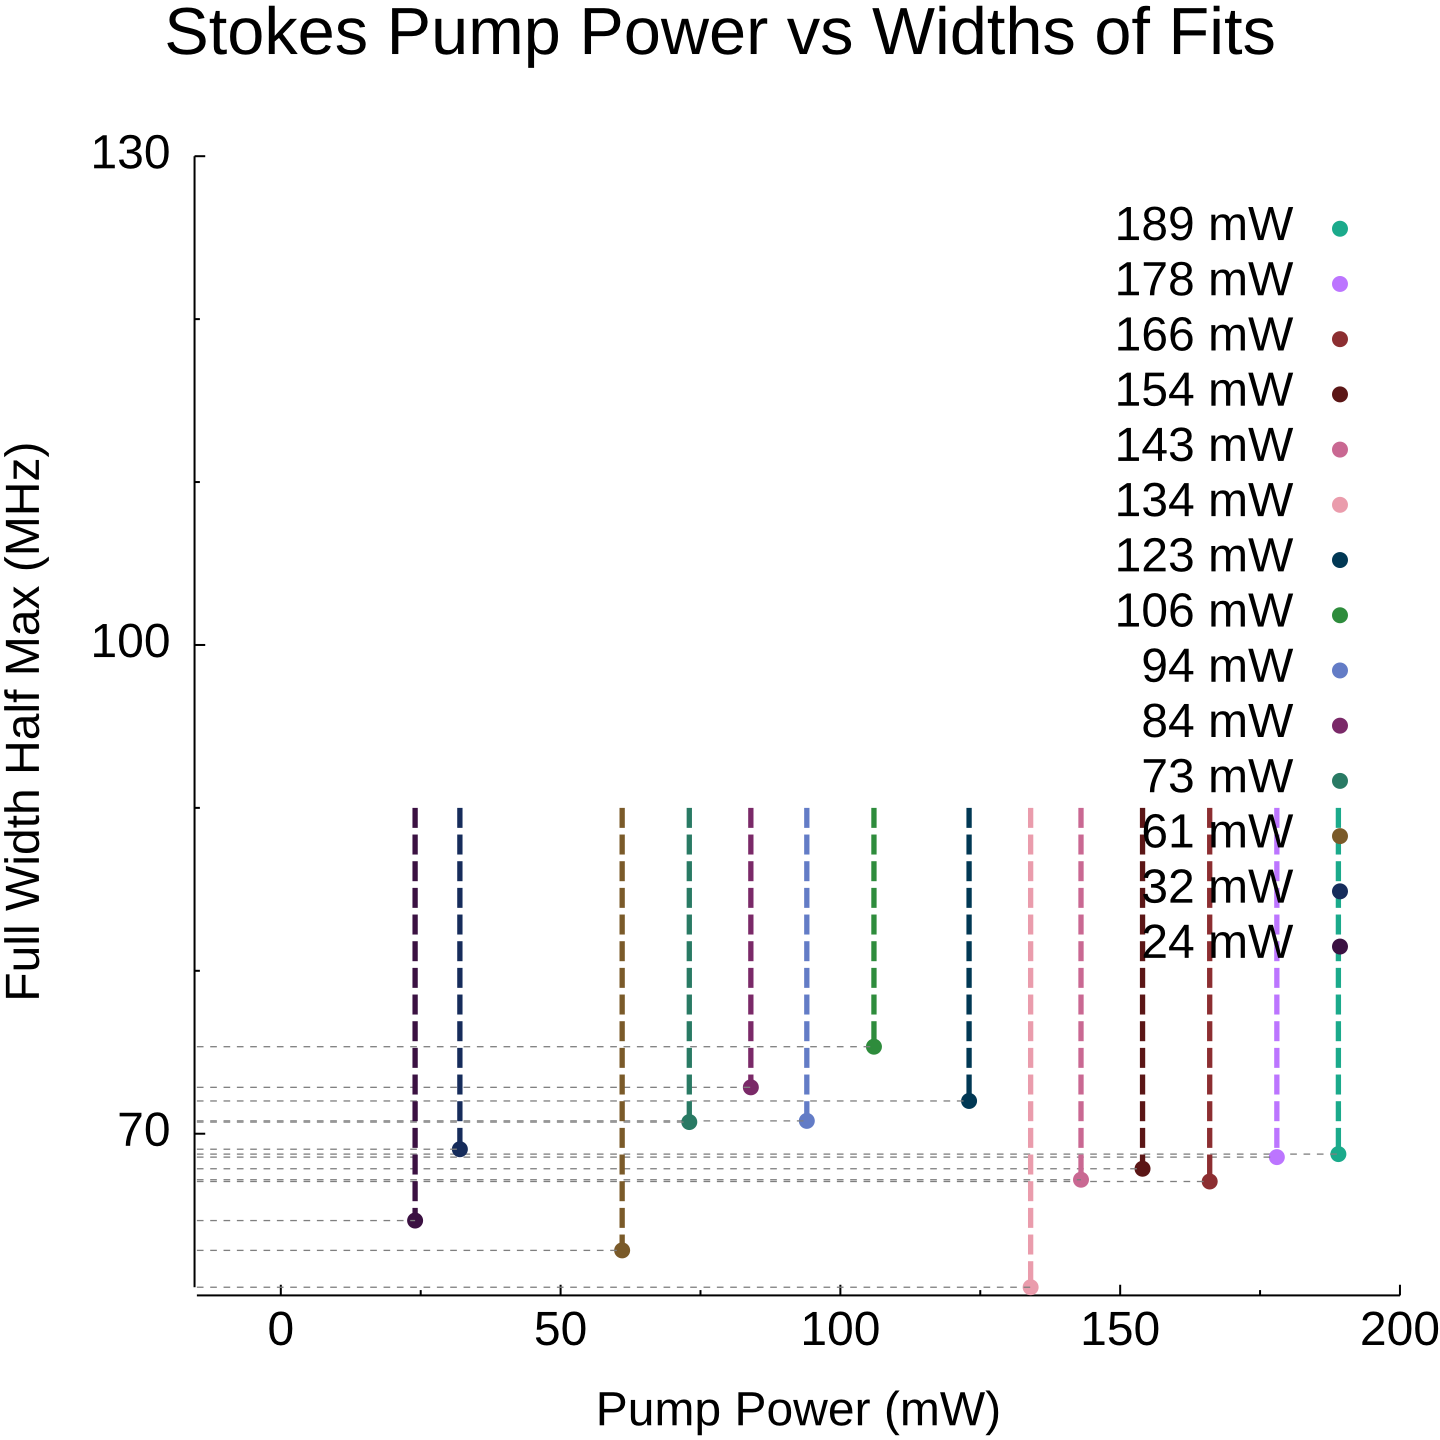 Stokes Pump Power vs Widths of Fits
130
100
70
Full Width Half Max (MHz)
189 mW
178 mW
166 mW
154 mW
143 mW
134 mW
123 mW
106 mW
94 mW
84 mW
73 mW
61 mW
32 mW
24 mW
0 50 100 150 200
Pump Power (mW)